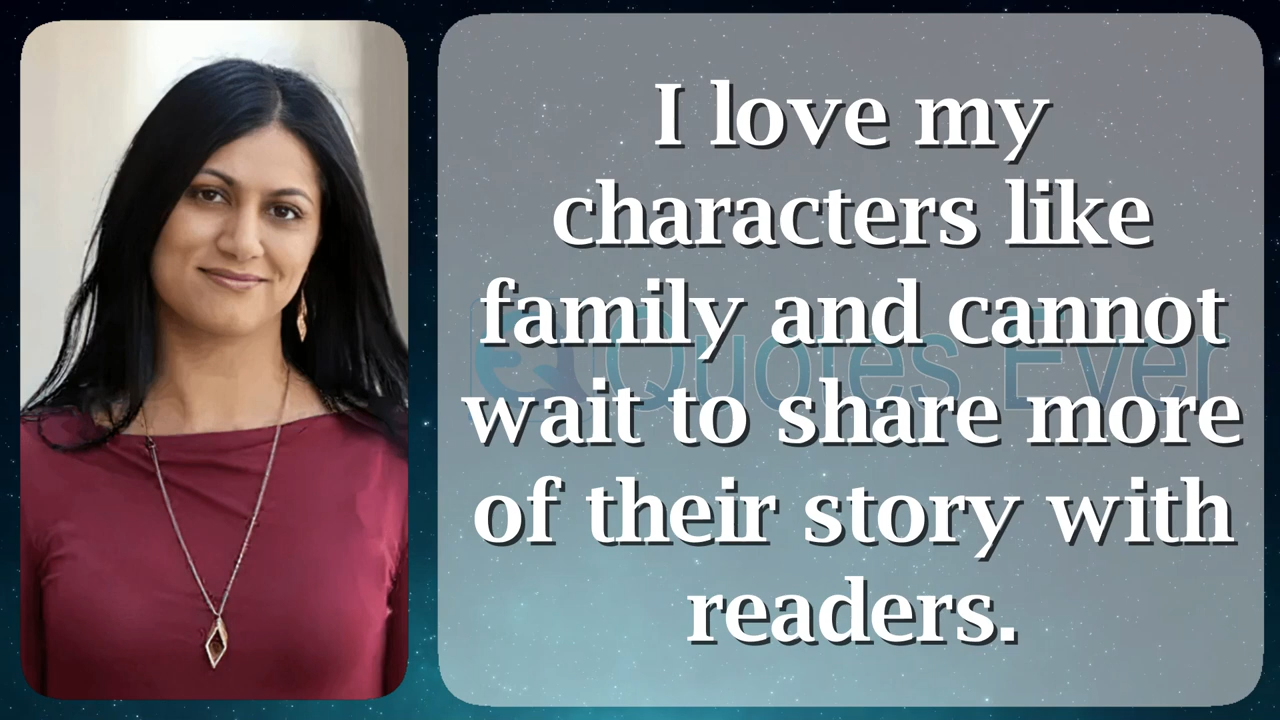 I love my
characters like
family and cannot
wait to share more
of their story with
readers.
Quotes Ever